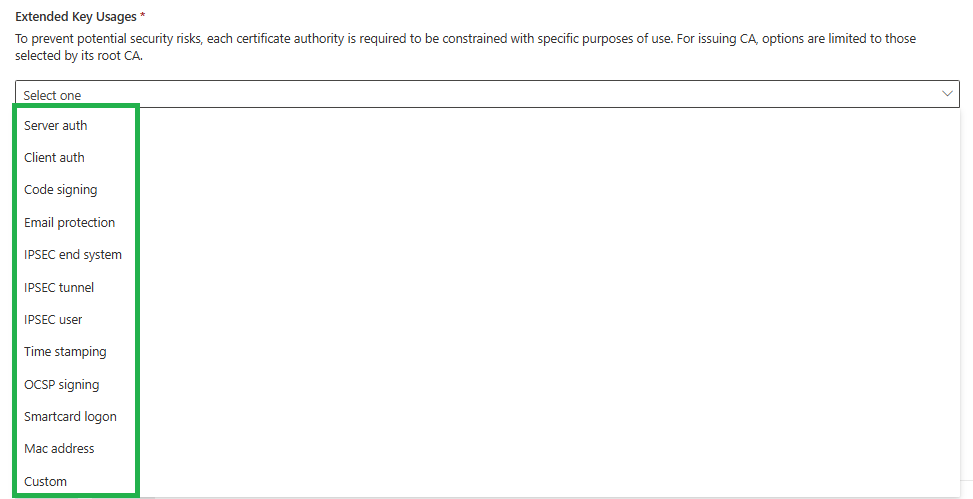 Extended Key Usages *
To prevent potential security risks, each certificate authority is required to be constrained with specific purposes of use. For issuing CA, options are limited to those
selected by its root CA.
Select one
Server auth
Client auth
Code signing
Email protection
IPSEC end system
IPSEC tunnel
IPSEC user
Time stamping
OCSP signing
Smartcard logon
Mac address
Custom